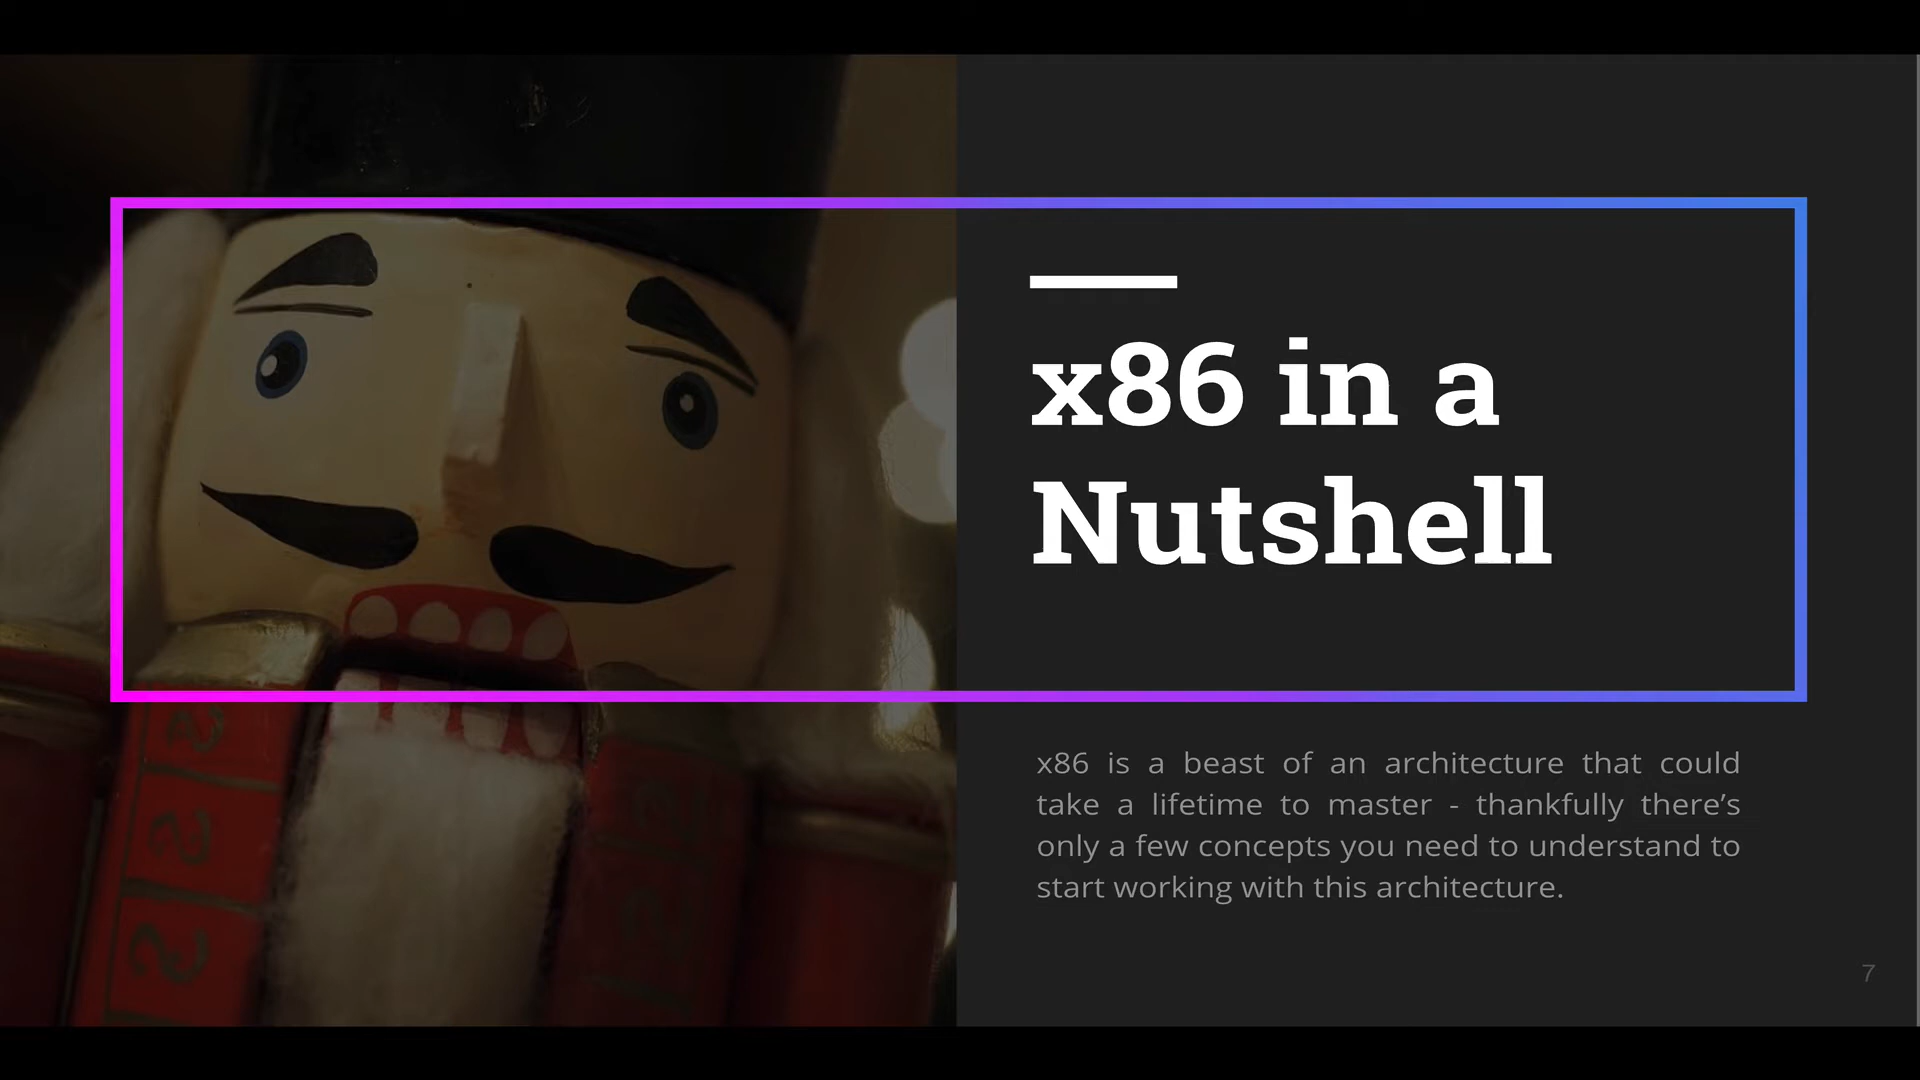 x86 in a
Nutshell
x86 is a beast of an architecture that could
take a lifetime to master - thankfully there’s
only a few concepts you need to understand to
start working with this architecture.
7